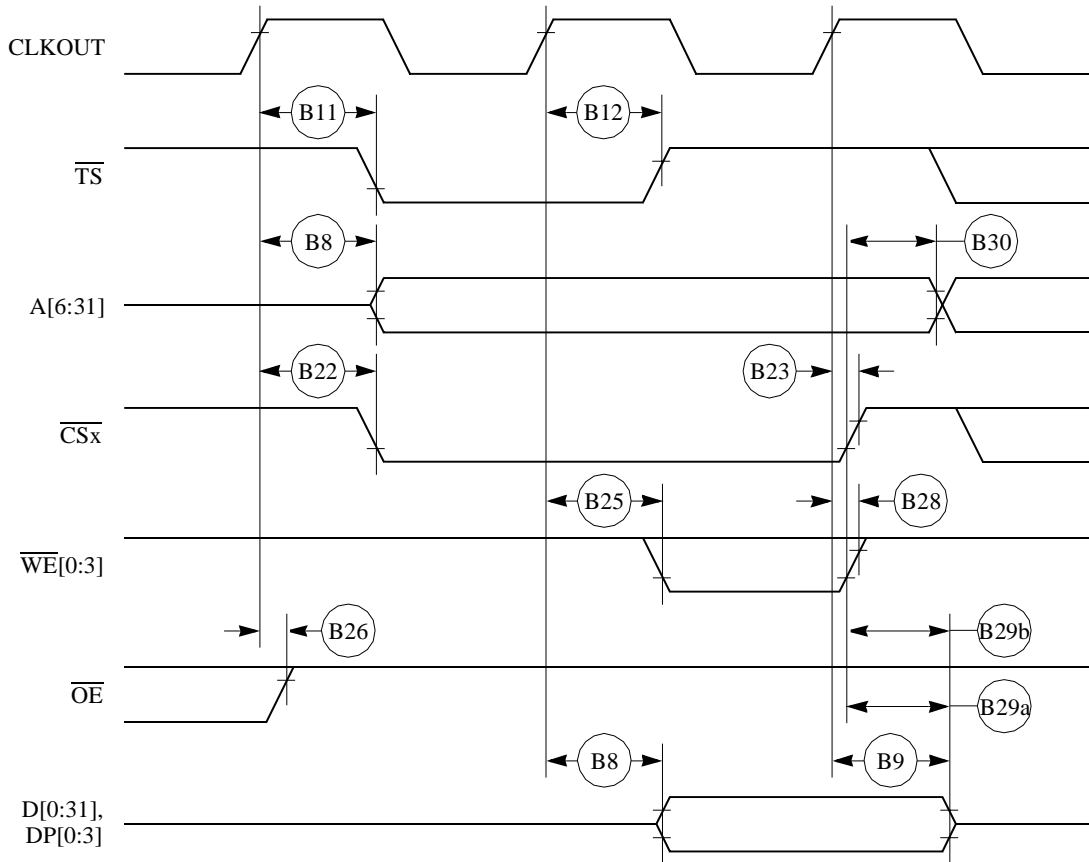 CLKOUT
B11
B12
TS
B8
B30
A[6:31]
B22
B23
CSx
B25
B28
WE[0:3]
B26
B29b
OE
B29a
B8
B9
D[0:31],
DP[0:3]